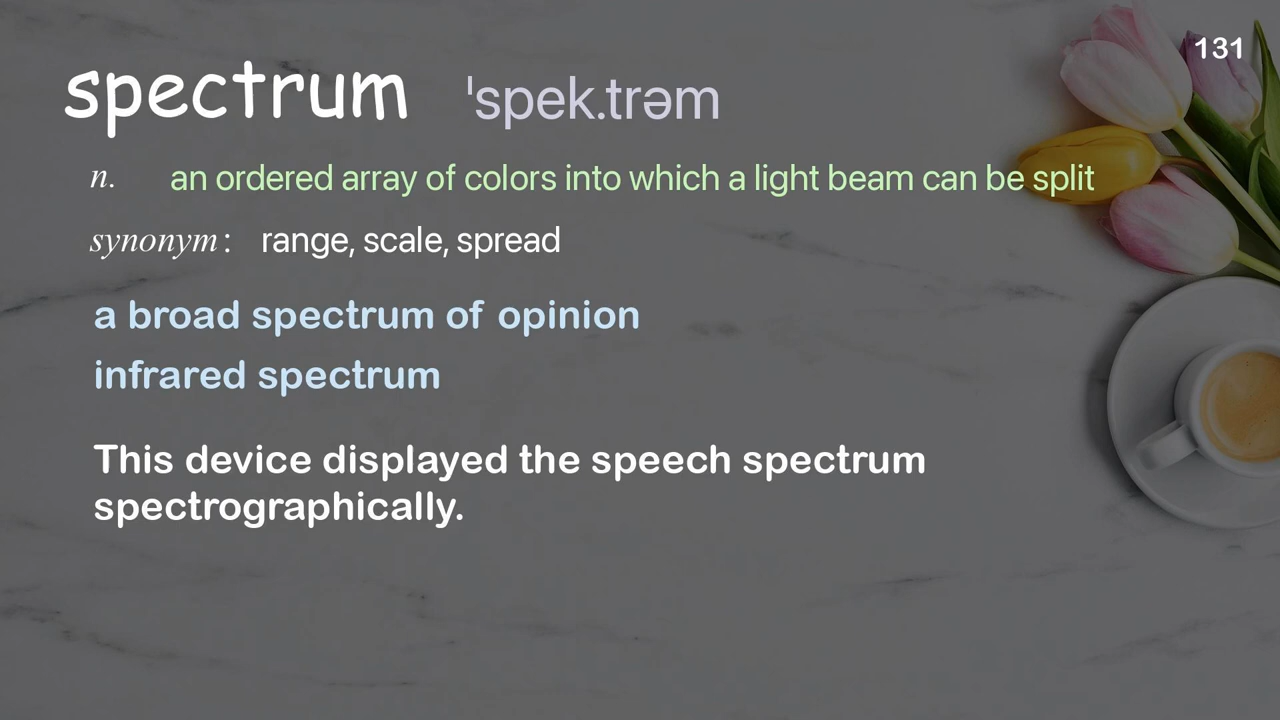 131
spectrum ˈspek.trəm
n. an ordered array of colors into which a light beam can be split
synonym: range, scale, spread
a broad spectrum of opinion
infrared spectrum
This device displayed the speech spectrum
spectrographically.